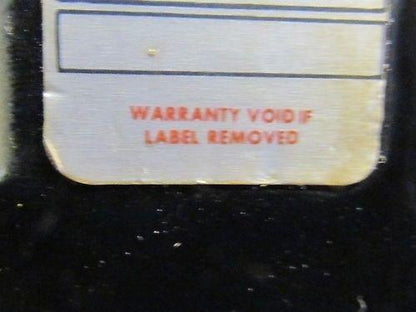 WARRANTY VOID IF
LABEL REMOVED